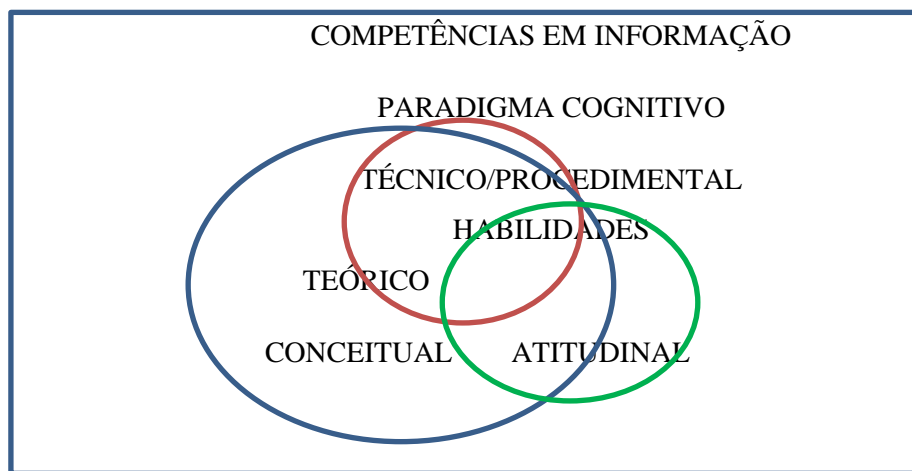 COMPETÊNCIAS EM INFORMAÇÃO
PARADIGMA COGNITIVO
TÉCNICO/PROCEDIMENTAL
HABILIDADES
TEÓRICO
CONCEITUAL ATITUDINAL